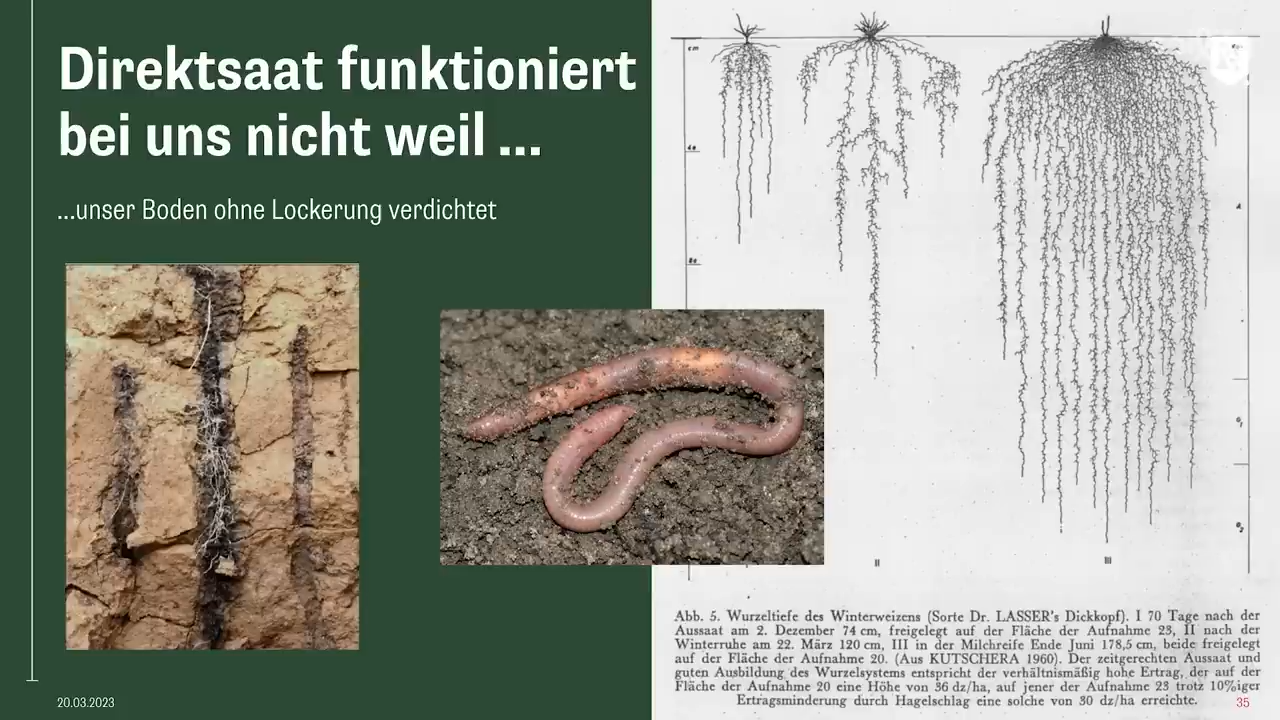 Direktsaat funktioniert
bei uns nicht weil ...
...unser Boden ohne Lockerung verdichtet
cm
I
II
III
Abb. 5. Wurzeltiefe des Winterweizens (Sorte Dr. LASSER's Dickkopf). I 70 Tage nach der
Aussaat am 2. Dezember 74 cm, freigelegt auf der Fläche der Aufnahme 23, II nach der
Winterruhe am 22. März 120 cm, III in der Milchreife Ende Juni 178,5 cm, beide freigelegt
auf der Fläche der Aufnahme 20. (Aus KUTSCHERA 1960). Der zeitgerechten Aussaat und
guten Ausbildung des Wurzelsystems entspricht der verhältnismäßig hohe Ertrag, der auf der
Fläche der Aufnahme 20 eine Höhe von 36 dz/ha, auf jener der Aufnahme 23 trotz 10%iger
Ertragsminderung durch Hagelschlag eine solche von 30 dz/ha erreichte.
20.03.2023
35